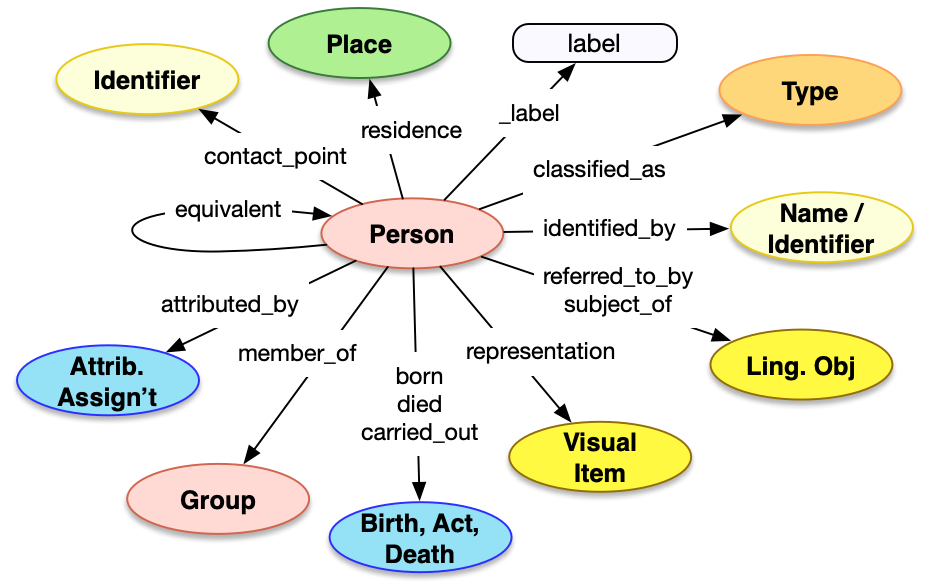 Place
label
Identifier
Type
_label
residence
contact_point
classified_as
equivalent
Person
identified_by
Name /
Identifier
referred_to_by
subject_of
attributed_by
member_of
representation
Attrib.
Assign’t
born
died
carried_out
Ling. Obj
Visual
Item
Group
Birth, Act,
Death